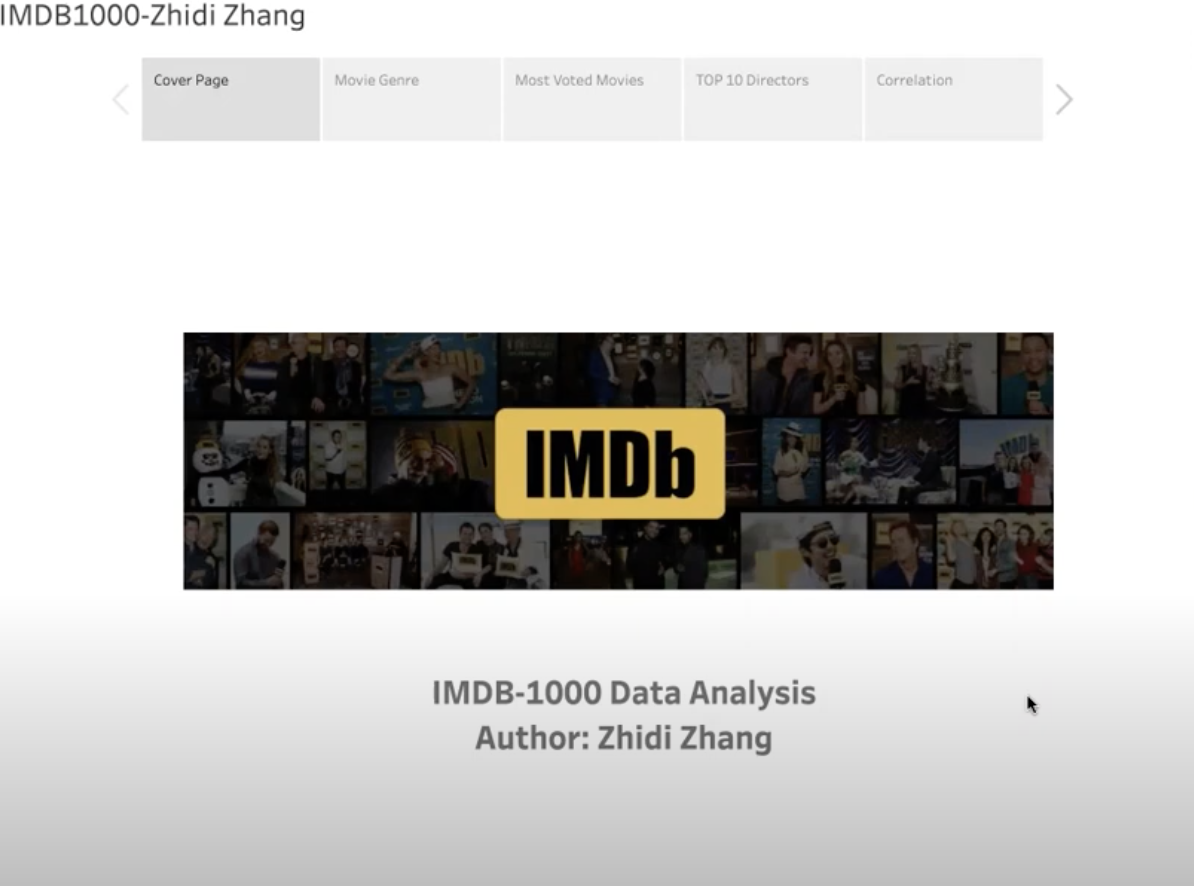 IMDB1000-Zhidi Zhang
Cover Page
Movie Genre
Most Voted Movies
TOP 10 Directors
Correlation
IMDb
IMDB-1000 Data Analysis
Author: Zhidi Zhang